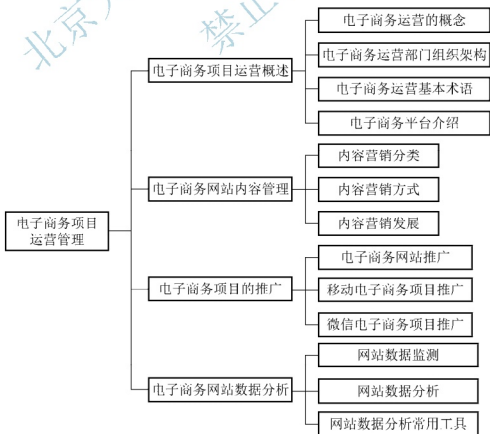 北京
禁止
电子商务项目
运营管理
电子商务项目运营概述
电子商务运营的概念
电子商务运营部门组织架构
电子商务运营基本术语
电子商务平台介绍
电子商务网站内容管理
内容营销分类
内容营销方式
内容营销发展
电子商务项目的推广
电子商务网站推广
移动电子商务项目推广
微信电子商务项目推广
电子商务网站数据分析
网站数据监测
网站数据分析
网站数据分析常用工具